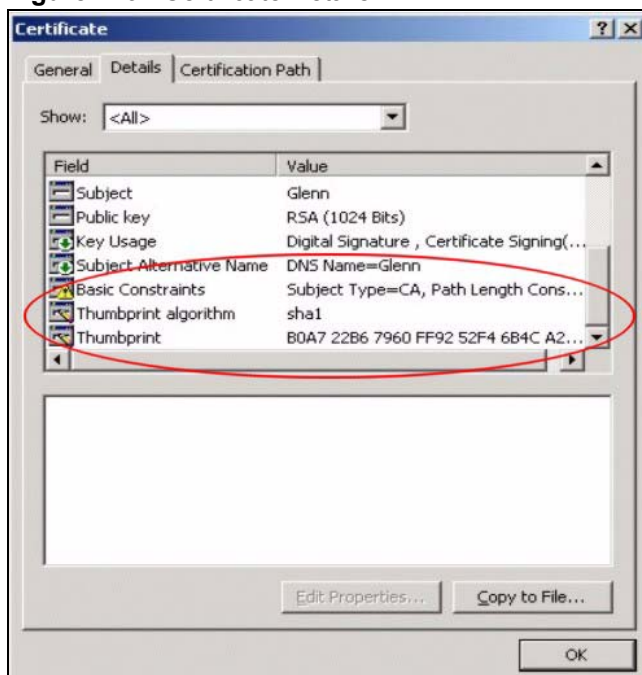 Certificate
General Details Certification Path
Show: <All>
Field Value
Subject Glenn
Public key RSA (1024 Bits)
Key Usage Digital Signature , Certificate Signing(...
Subject Alternative Name DNS Name=Glenn
Basic Constraints Subject Type=CA, Path Length Cons...
Thumbprint algorithm sha1
Thumbprint B0A7 22B6 7960 FF92 52F4 6B4C A2...
Edit Properties... Copy to File...
OK